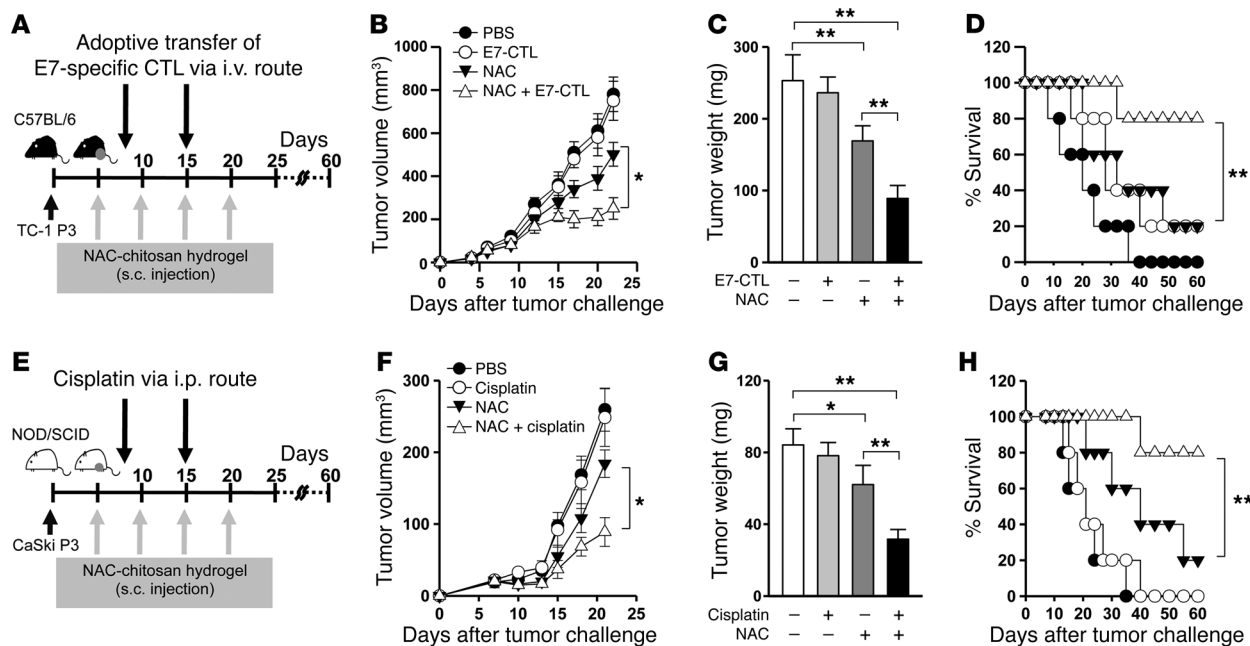 A
Adoptive transfer of
E7-specific CTL via i.v. route
C57BL/6
Days
10 15 20 25 60
TC-1 P3
NAC-chitosan hydrogel
(s.c. injection)
B
PBS
E7-CTL
NAC
NAC + E7-CTL
Tumor volume (mm³)
1000
800
600
400
200
0
*
0 5 10 15 20 25
Days after tumor challenge
C
**
**
**
Tumor weight (mg)
300
200
100
0
E7-CTL – + – +
NAC – – + +
D
% Survival
120
100
80
60
40
20
0
**
0 10 20 30 40 50 60
Days after tumor challenge
E
Cisplatin via i.p. route
NOD/SCID
Days
10 15 20 25 60
CaSki P3
NAC-chitosan hydrogel
(s.c. injection)
F
PBS
Cisplatin
NAC
NAC + cisplatin
Tumor volume (mm³)
300
200
100
0
*
0 5 10 15 20 25
Days after tumor challenge
G
**
*
**
Tumor weight (mg)
120
80
40
0
Cisplatin – + – +
NAC – – + +
H
% Survival
120
100
80
60
40
20
0
**
0 10 20 30 40 50 60
Days after tumor challenge